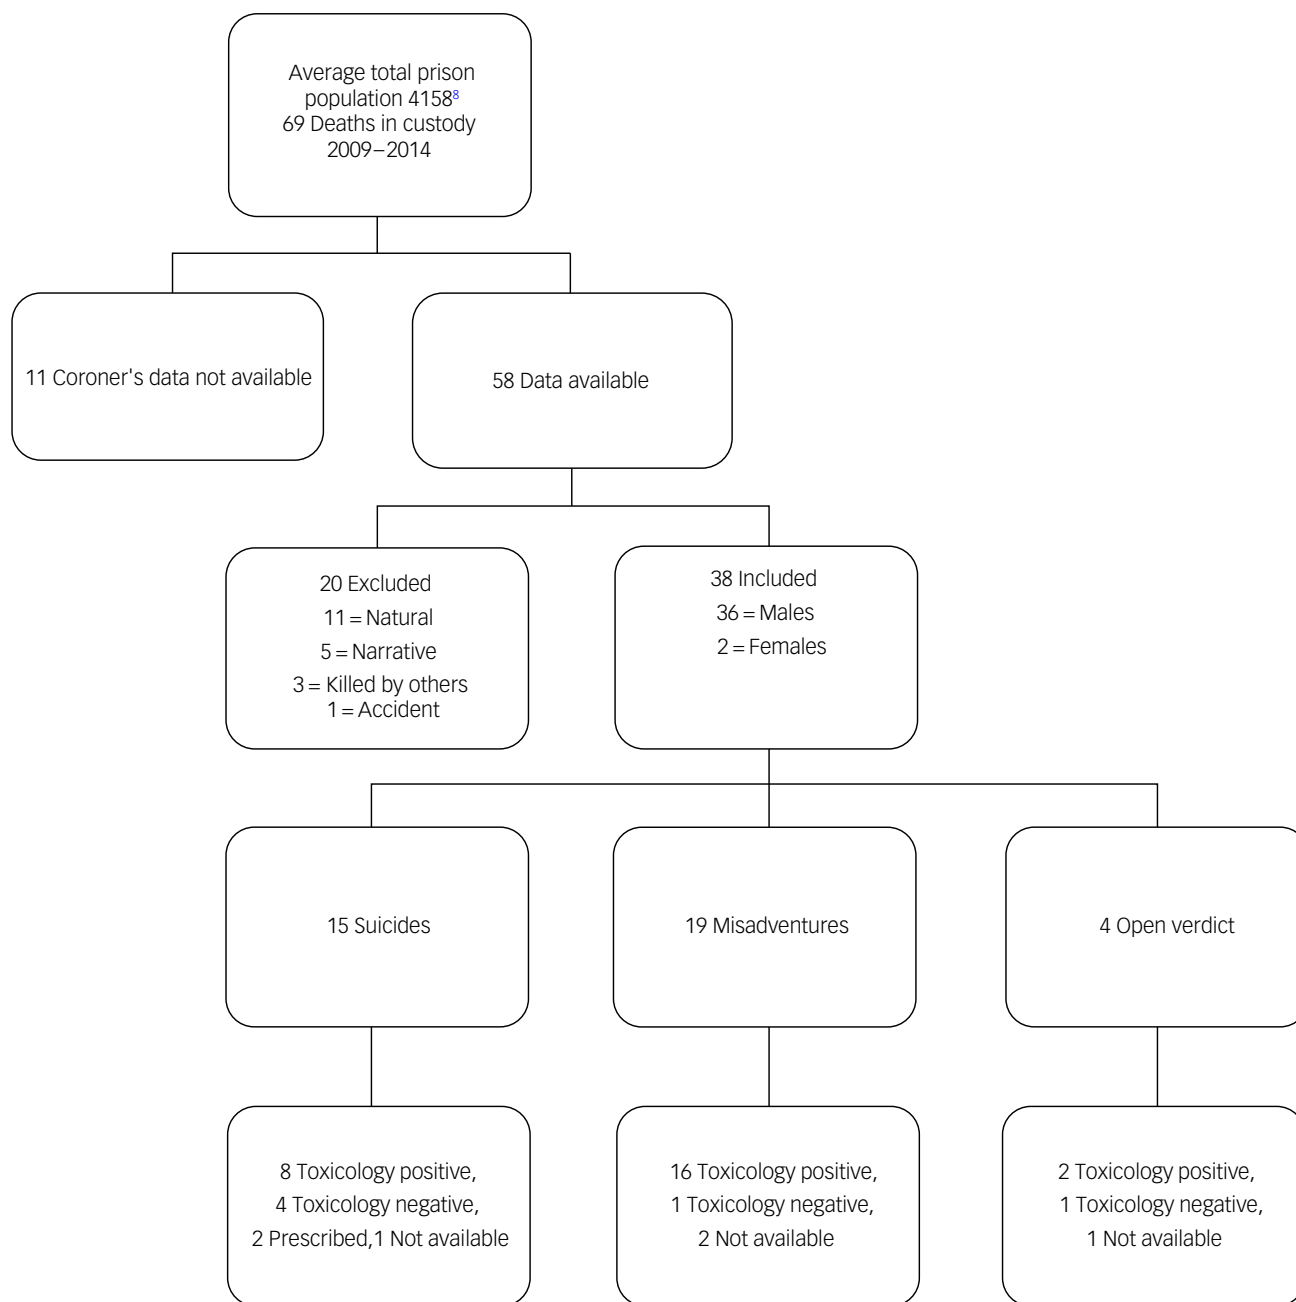 Average total prison
population 4158⁸
69 Deaths in custody
2009–2014
11 Coroner's data not available
58 Data available
20 Excluded
11 = Natural
5 = Narrative
3 = Killed by others
1 = Accident
38 Included
36 = Males
2 = Females
15 Suicides
19 Misadventures
4 Open verdict
8 Toxicology positive,
4 Toxicology negative,
2 Prescribed,1 Not available
16 Toxicology positive,
1 Toxicology negative,
2 Not available
2 Toxicology positive,
1 Toxicology negative,
1 Not available